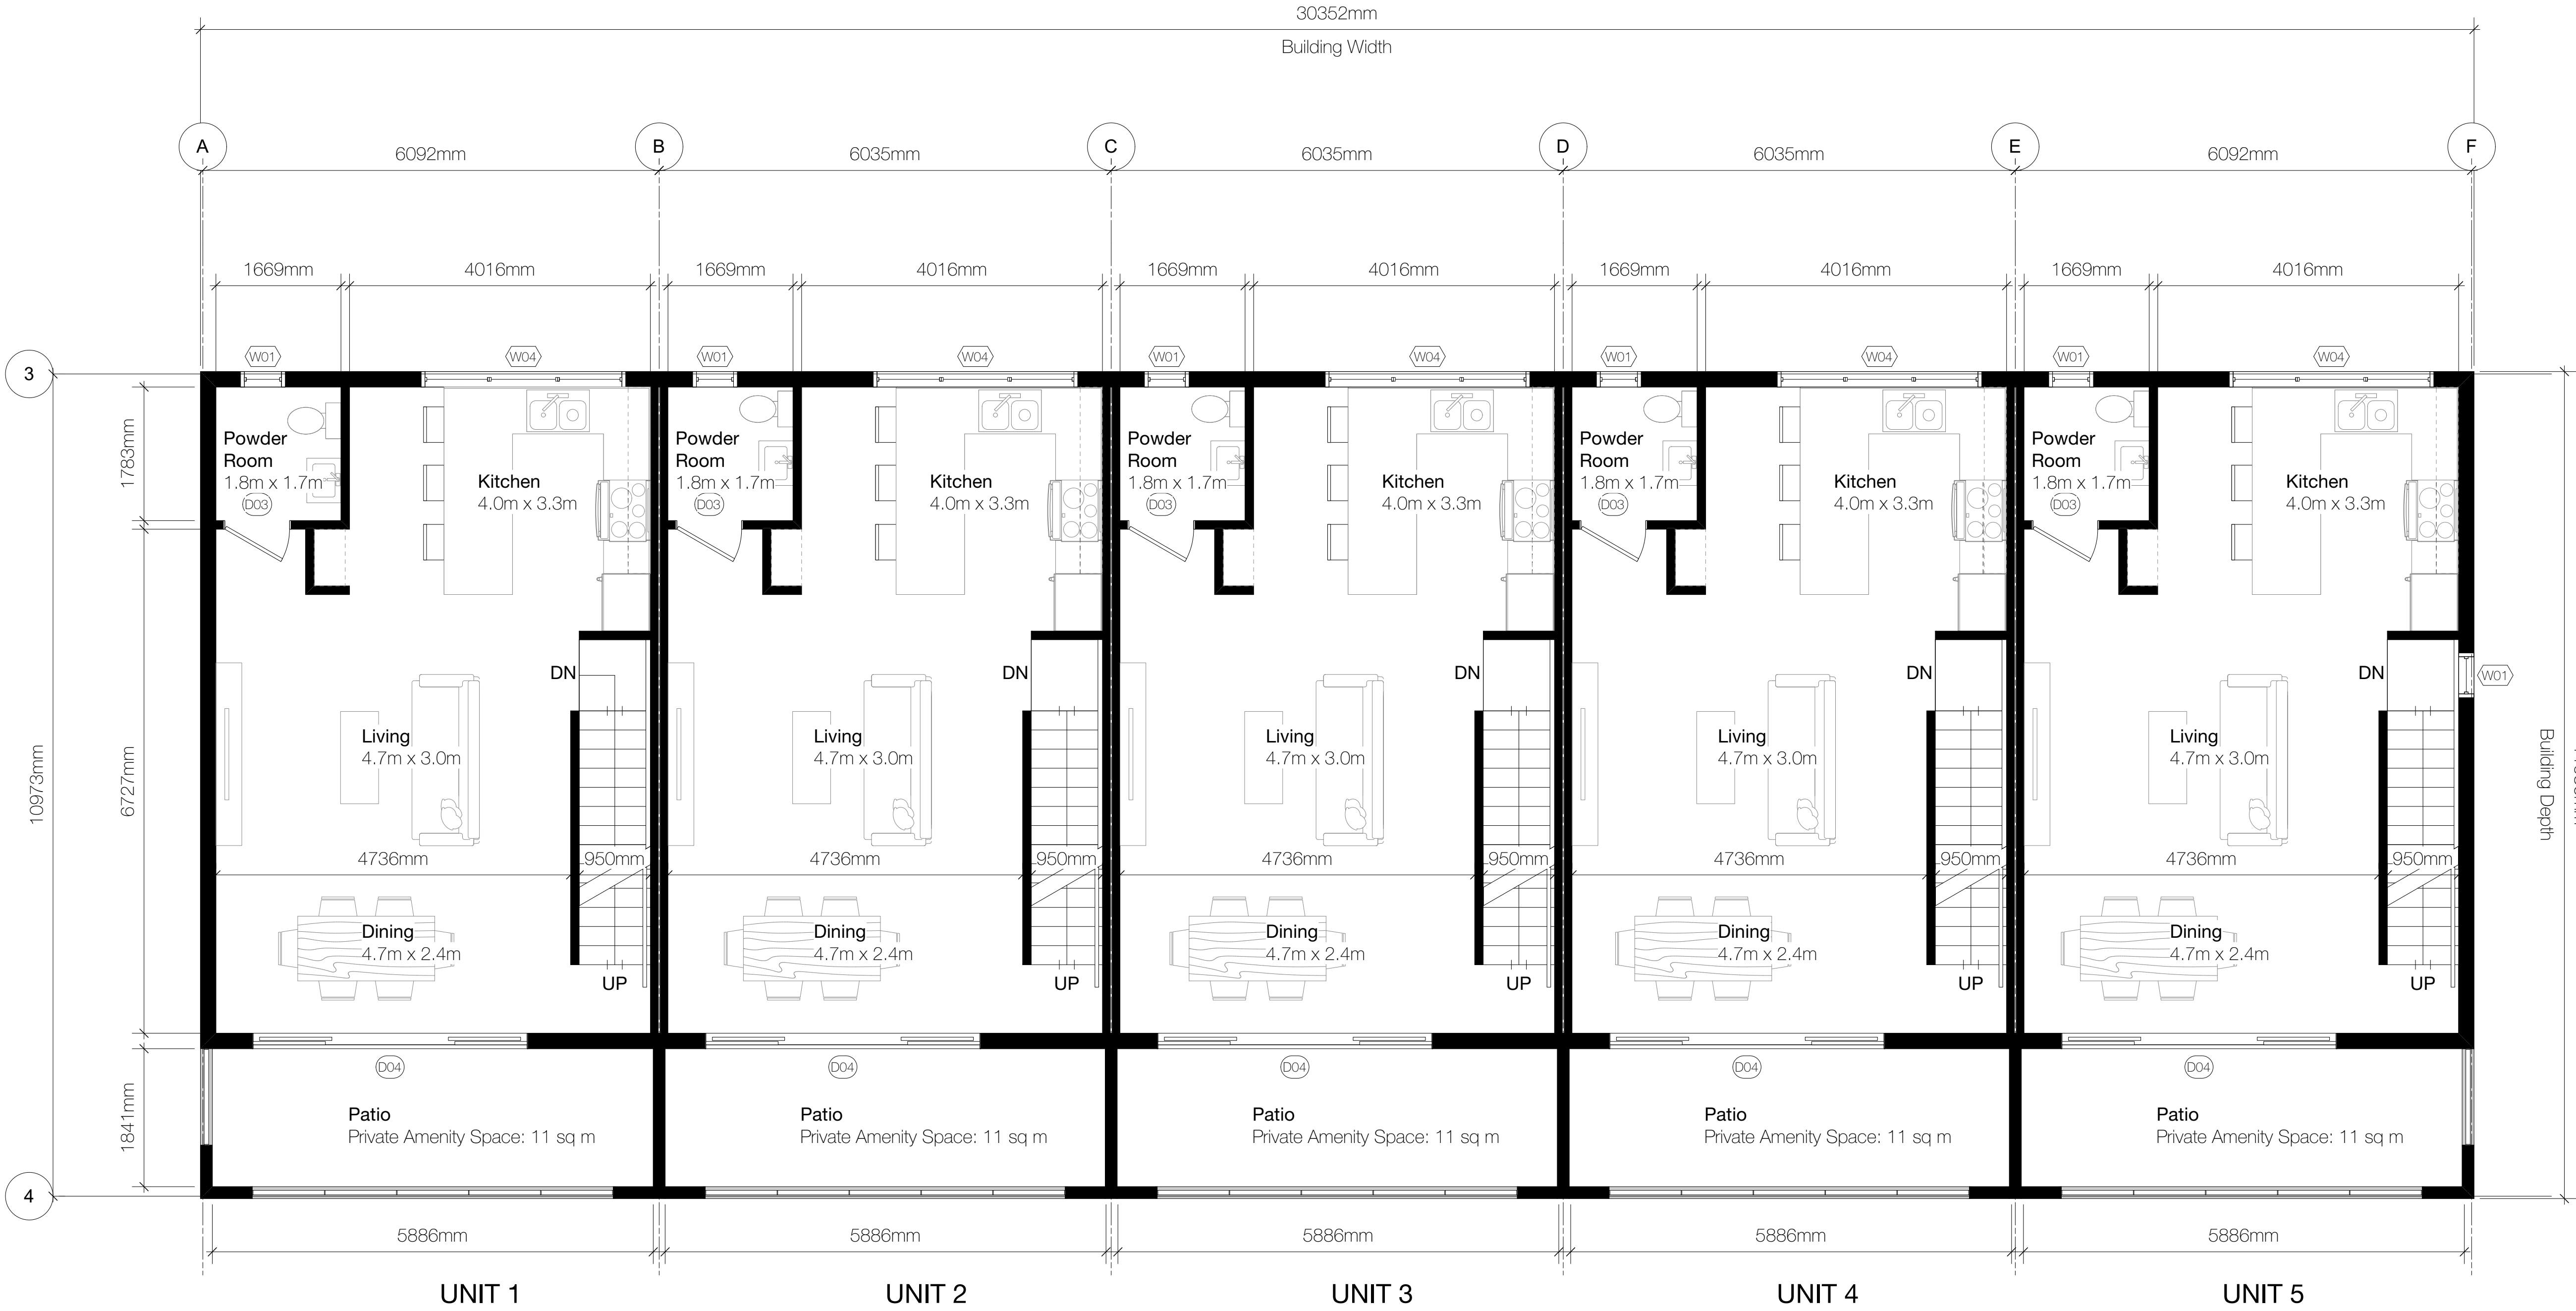 30352mm
Building Width
A
B
C
D
E
F
6092mm
6035mm
6035mm
6035mm
6092mm
1669mm
4016mm
1669mm
4016mm
1669mm
4016mm
1669mm
4016mm
1669mm
4016mm
3
W01
W04
W01
W04
W01
W04
W01
W04
W01
W04
1783mm
Powder
Room
1.8m x 1.7m
D03
Kitchen
4.0m x 3.3m
Powder
Room
1.8m x 1.7m
D03
Kitchen
4.0m x 3.3m
Powder
Room
1.8m x 1.7m
D03
Kitchen
4.0m x 3.3m
Powder
Room
1.8m x 1.7m
D03
Kitchen
4.0m x 3.3m
Powder
Room
1.8m x 1.7m
D03
Kitchen
4.0m x 3.3m
DN
DN
DN
DN
DN
W01
10973mm
6727mm
Living
4.7m x 3.0m
Living
4.7m x 3.0m
Living
4.7m x 3.0m
Living
4.7m x 3.0m
Living
4.7m x 3.0m
Building Depth
4736mm
950mm
4736mm
950mm
4736mm
950mm
4736mm
950mm
4736mm
950mm
Dining
4.7m x 2.4m
Dining
4.7m x 2.4m
Dining
4.7m x 2.4m
Dining
4.7m x 2.4m
Dining
4.7m x 2.4m
UP
UP
UP
UP
UP
D04
D04
D04
D04
D04
1841mm
Patio
Private Amenity Space: 11 sq m
Patio
Private Amenity Space: 11 sq m
Patio
Private Amenity Space: 11 sq m
Patio
Private Amenity Space: 11 sq m
Patio
Private Amenity Space: 11 sq m
4
5886mm
5886mm
5886mm
5886mm
5886mm
UNIT 1
UNIT 2
UNIT 3
UNIT 4
UNIT 5